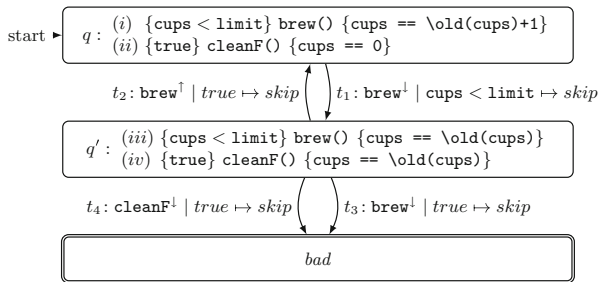 (i) {cups < limit} brew() {cups == \old(cups)+1}
start q : (ii) {true} cleanF() {cups == 0}
t₂: brew↑ | true ↦ skip t₁: brew↓ | cups < limit ↦ skip
(iii) {cups < limit} brew() {cups == \old(cups)}
q′ : (iv) {true} cleanF() {cups == \old(cups)}
t₄: cleanF↓ | true ↦ skip t₃: brew↓ | true ↦ skip
bad